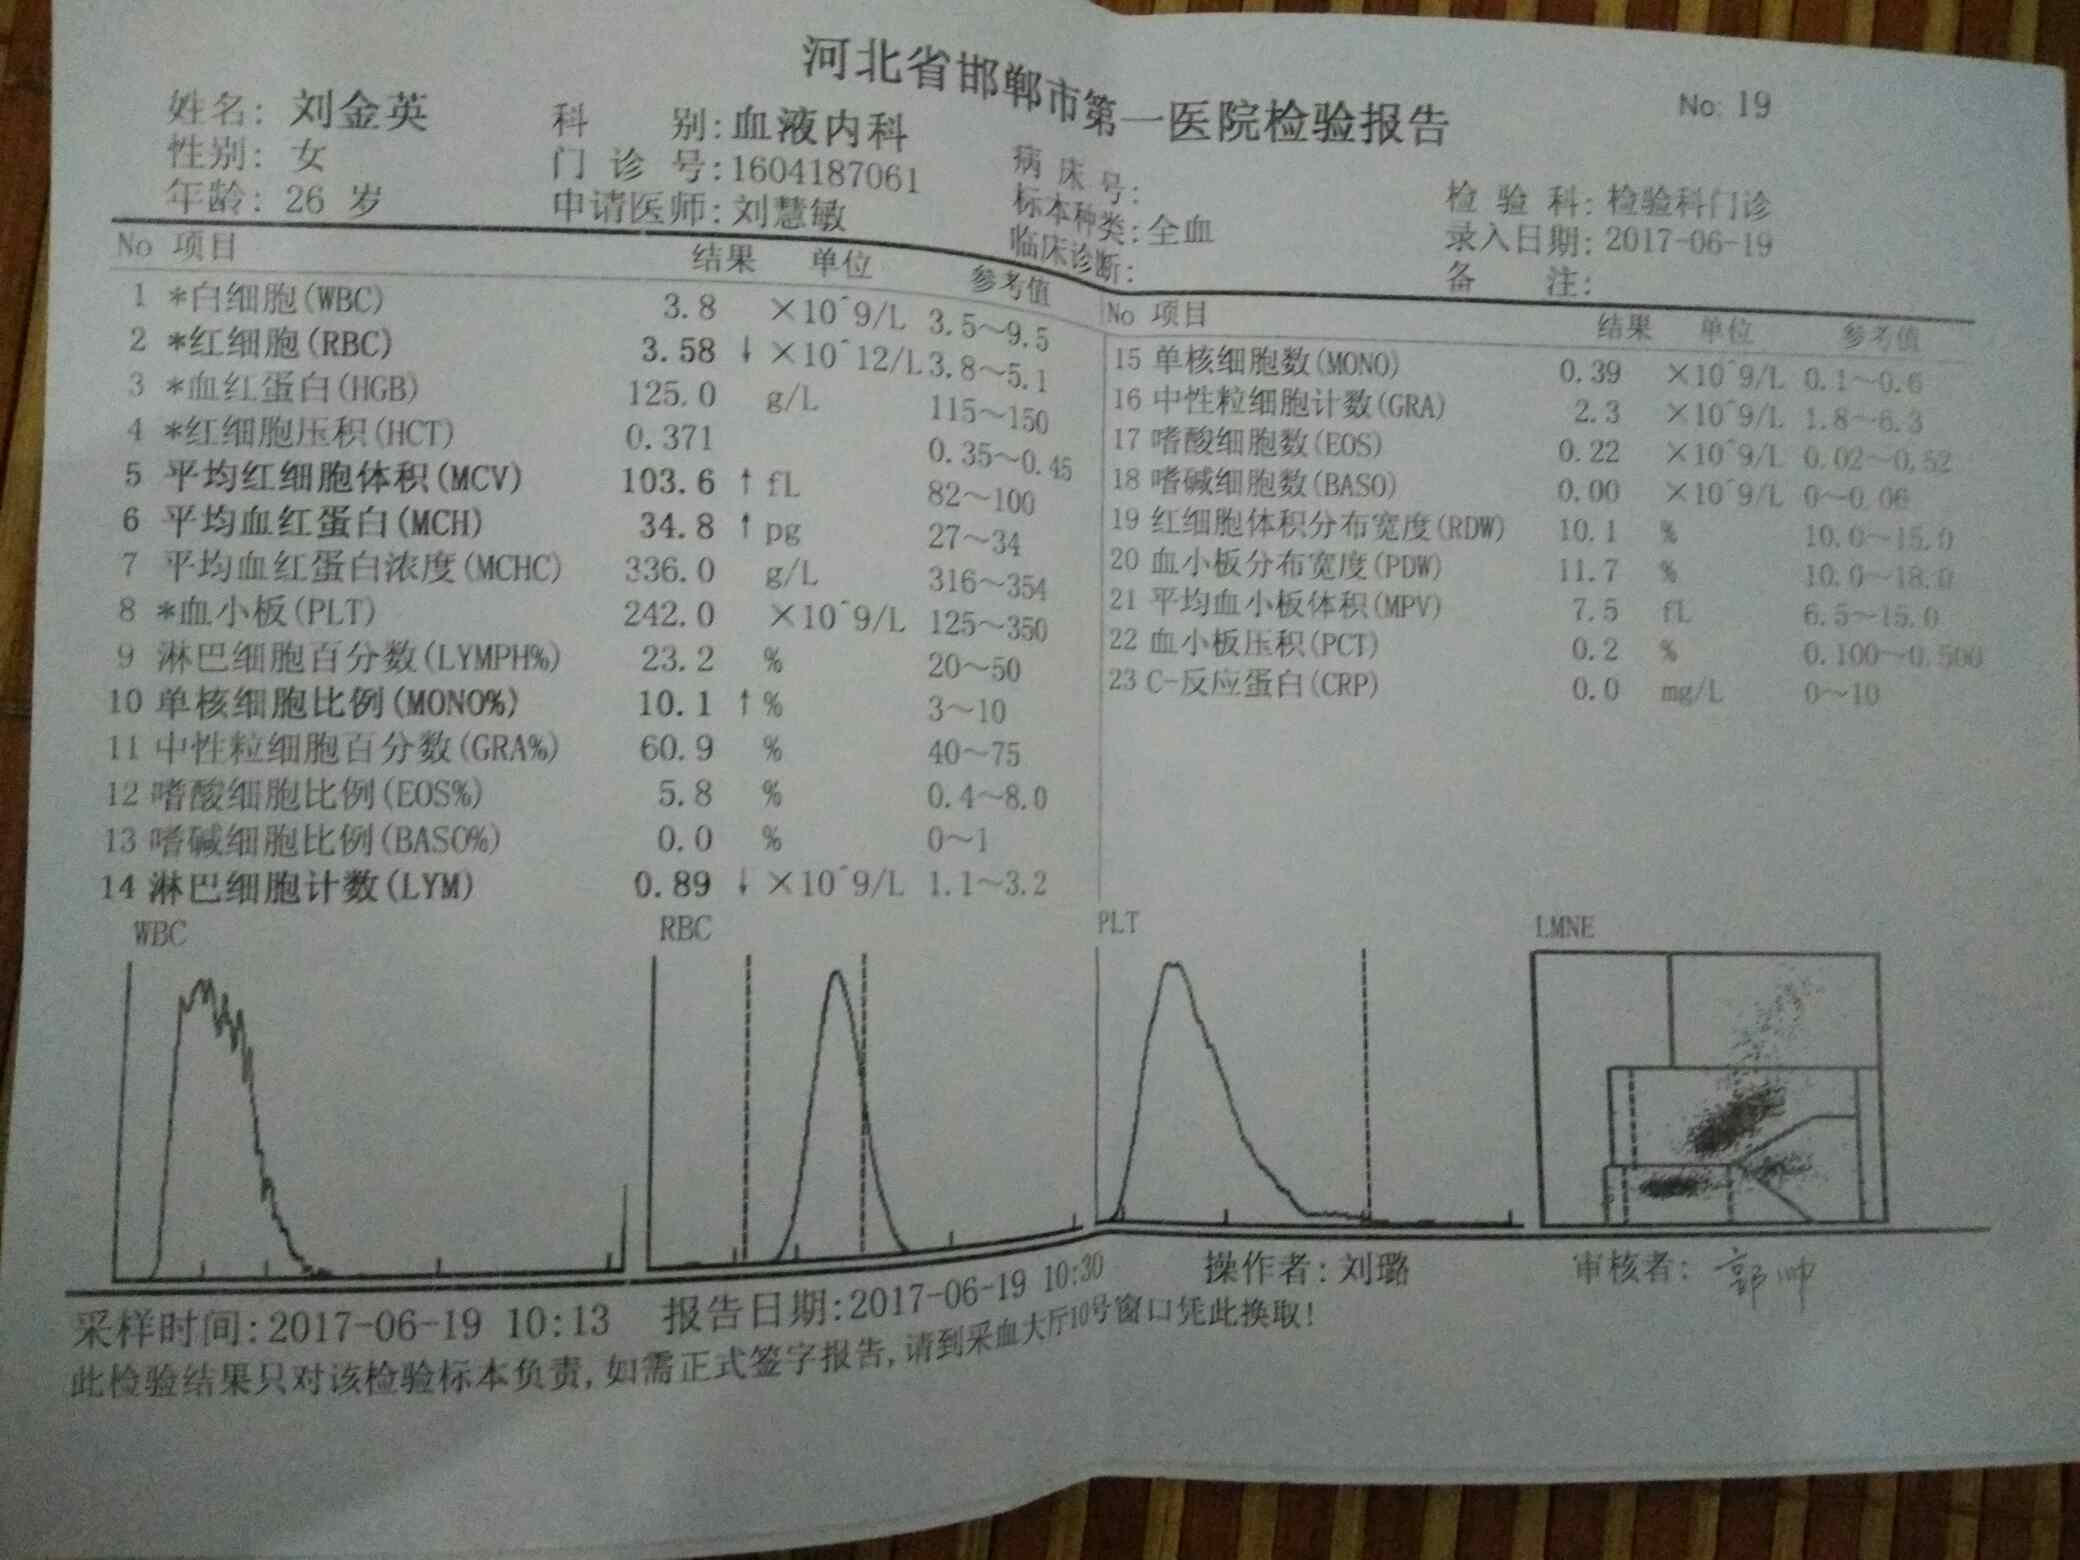 河北省邯郸市第一医院检验报告
No: 19
姓名: 刘金英 科 别:血液内科 病 床 号: 检 验 科: 检验科门诊
性别: 女 门 诊 号:1604187061 标本种类:全血 录入日期: 2017-06-19
年龄: 26 岁 申请医师:刘慧敏 临床诊断: 备 注:
No 项目 结果 单位 参考值
1 *白细胞(WBC) 3.8 ×10^9/L 3.5~9.5
2 *红细胞(RBC) 3.58 ↓ ×10^12/L 3.8~5.1
3 *血红蛋白(HGB) 125.0 g/L 115~150
4 *红细胞压积(HCT) 0.371 0.35~0.45
5 平均红细胞体积(MCV) 103.6 ↑ fL 82~100
6 平均血红蛋白(MCH) 34.8 ↑ pg 27~34
7 平均血红蛋白浓度(MCHC) 336.0 g/L 316~354
8 *血小板(PLT) 242.0 ×10^9/L 125~350
9 淋巴细胞百分数(LYMPH%) 23.2 % 20~50
10 单核细胞比例(MONO%) 10.1 ↑ % 3~10
11 中性粒细胞百分数(GRA%) 60.9 % 40~75
12 嗜酸细胞比例(EOS%) 5.8 % 0.4~8.0
13 嗜碱细胞比例(BASO%) 0.0 % 0~1
14 淋巴细胞计数(LYM) 0.89 ↓ ×10^9/L 1.1~3.2
No 项目 结果 单位 参考值
15 单核细胞数(MONO) 0.39 ×10^9/L 0.1~0.6
16 中性粒细胞计数(GRA) 2.3 ×10^9/L 1.8~6.3
17 嗜酸细胞数(EOS) 0.22 ×10^9/L 0.02~0.52
18 嗜碱细胞数(BASO) 0.00 ×10^9/L 0~0.06
19 红细胞体积分布宽度(RDW) 10.1 % 10.0~15.0
20 血小板分布宽度(PDW) 11.7 % 10.0~18.0
21 平均血小板体积(MPV) 7.5 fL 6.5~15.0
22 血小板压积(PCT) 0.2 % 0.100~0.500
23 C-反应蛋白(CRP) 0.0 mg/L 0~10
WBC RBC PLT LMNE
采样时间:2017-06-19 10:13 报告日期:2017-06-19 10:30 操作者:刘璐 审核者: 郭帅
此检验结果只对该检验标本负责,如需正式签字报告,请到采血大厅10号窗口凭此换取!